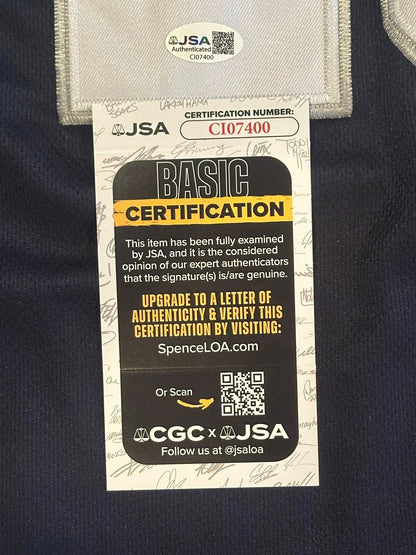 JSA
Authenticated
CI07400
JSA
CERTIFICATION NUMBER:
CI07400
BASIC
CERTIFICATION
This item has been fully examined
by JSA, and it is the considered
opinion of our expert authenticators
that the signature(s) is/are genuine.
UPGRADE TO A LETTER OF
AUTHENTICITY & VERIFY THIS
CERTIFICATION BY VISITING:
SpenceLOA.com
Or Scan
CGC x JSA
Follow us at @jsaloa